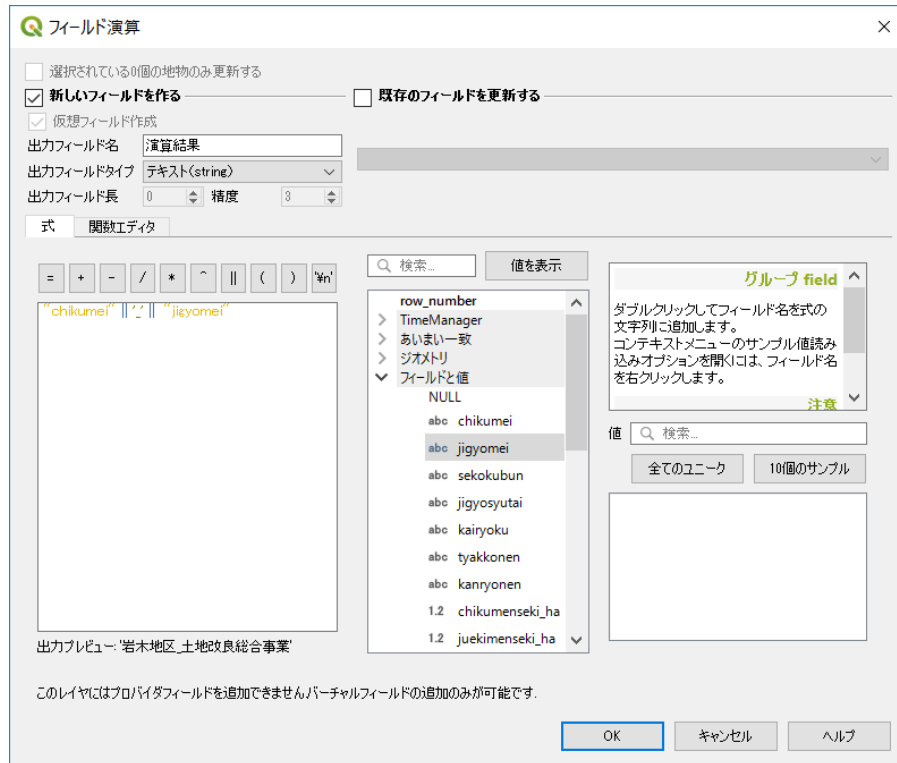 フィールド演算
選択されている0個の地物のみ更新する
新しいフィールドを作る
既存のフィールドを更新する
仮想フィールド作成
出力フィールド名 演算結果
出力フィールドタイプ テキスト(string)
出力フィールド長 0 精度 3
式 関数エディタ
= + - / * ^ || ( ) '¥n'
検索... 値を表示
"chikumei" || '_' || "jigyomei"
row_number
TimeManager
あいまい一致
ジオメトリ
フィールドと値
NULL
abc chikumei
abc jigyomei
abc sekokubun
abc jigyosyutai
abc kairyoku
abc tyakkonen
abc kanryonen
1.2 chikumenseki_ha
1.2 juekimenseki_ha
グループ field
ダブルクリックしてフィールド名を式の
文字列に追加します。
コンテキストメニューのサンプル値読み
込みオプションを開くには、フィールド名
を右クリックします。
注意
値 検索...
全てのユニーク 10個のサンプル
出力プレビュー: '岩木地区_土地改良総合事業'
このレイヤにはプロバイダフィールドを追加できませんバーチャルフィールドの追加のみが可能です.
OK キャンセル ヘルプ